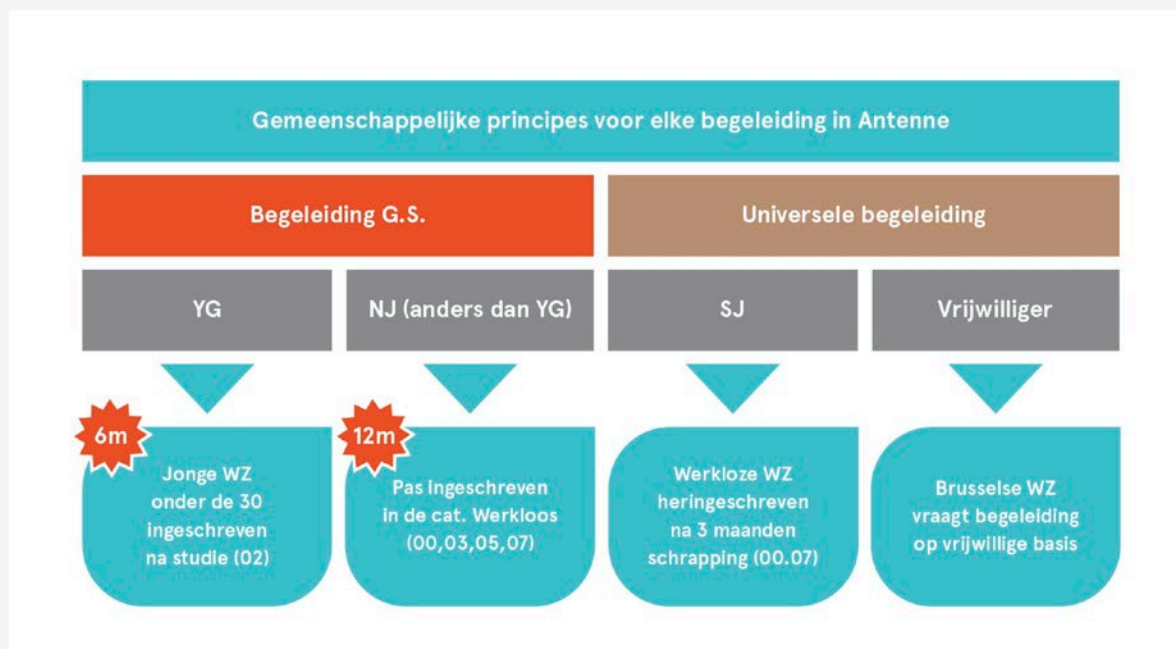 Gemeenschappelijke principes voor elke begeleiding in Antenne
Begeleiding G.S.
Universele begeleiding
YG
NJ (anders dan YG)
SJ
Vrijwilliger
6m
Jonge WZ
onder de 30
ingeschreven
na studie (02)
12m
Pas ingeschreven
in de cat. Werkloos
(00,03,05,07)
Werkloze WZ
heringeschreven
na 3 maanden
schrapping (00.07)
Brusselse WZ
vraagt begeleiding
op vrijwillige basis